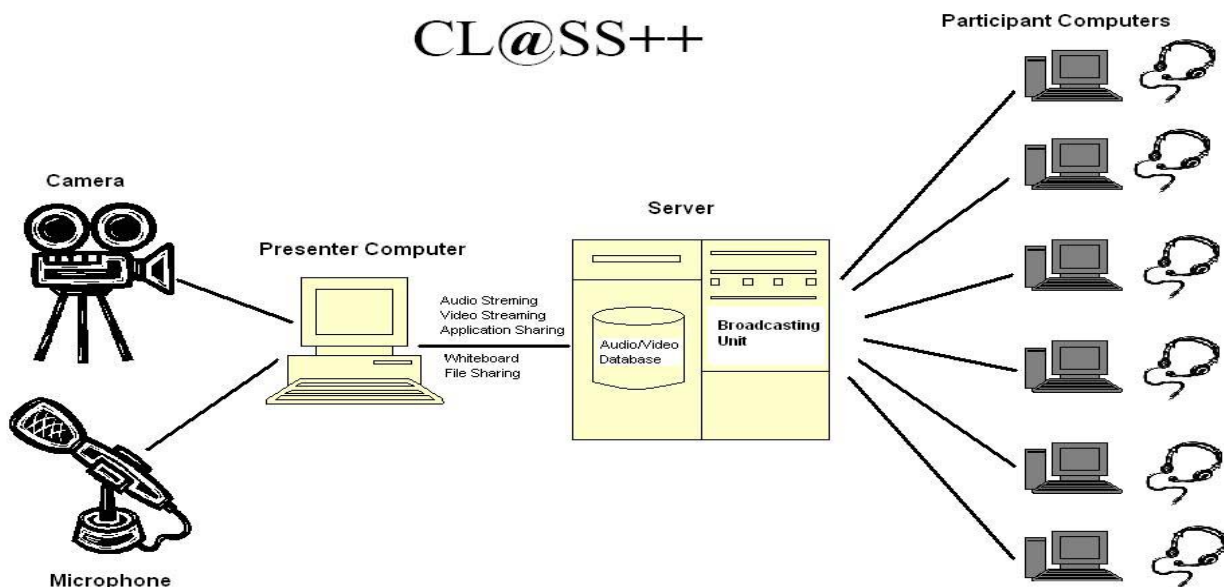 CL@SS++
Participant Computers
Camera
Server
Presenter Computer
Audio Streming
Video Streaming
Application Sharing
Whiteboard
File Sharing
Audio/Video
Database
Broadcasting
Unit
Microphone